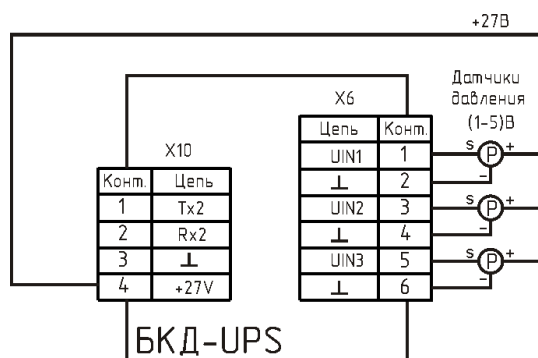 +27В
Датчики
давления
(1-5)В
X6
Цепь Конт.
UIN1 1
⊥ 2
UIN2 3
⊥ 4
UIN3 5
⊥ 6
S P + -
S P + -
S P + -
X10
Конт. Цепь
1 Tx2
2 Rx2
3 ⊥
4 +27V
БКД-UPS